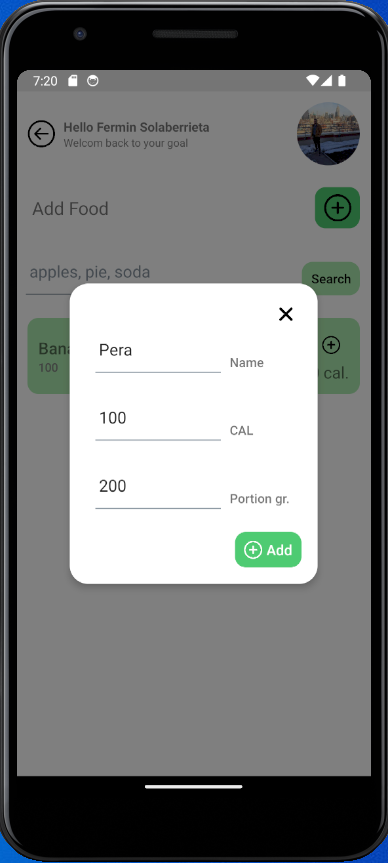 7:20
Hello Fermin Solaberrieta
Welcom back to your goal
Add Food
apples, pie, soda
Search
100
cal.
Pera
Name
100
CAL
200
Portion gr.
Add